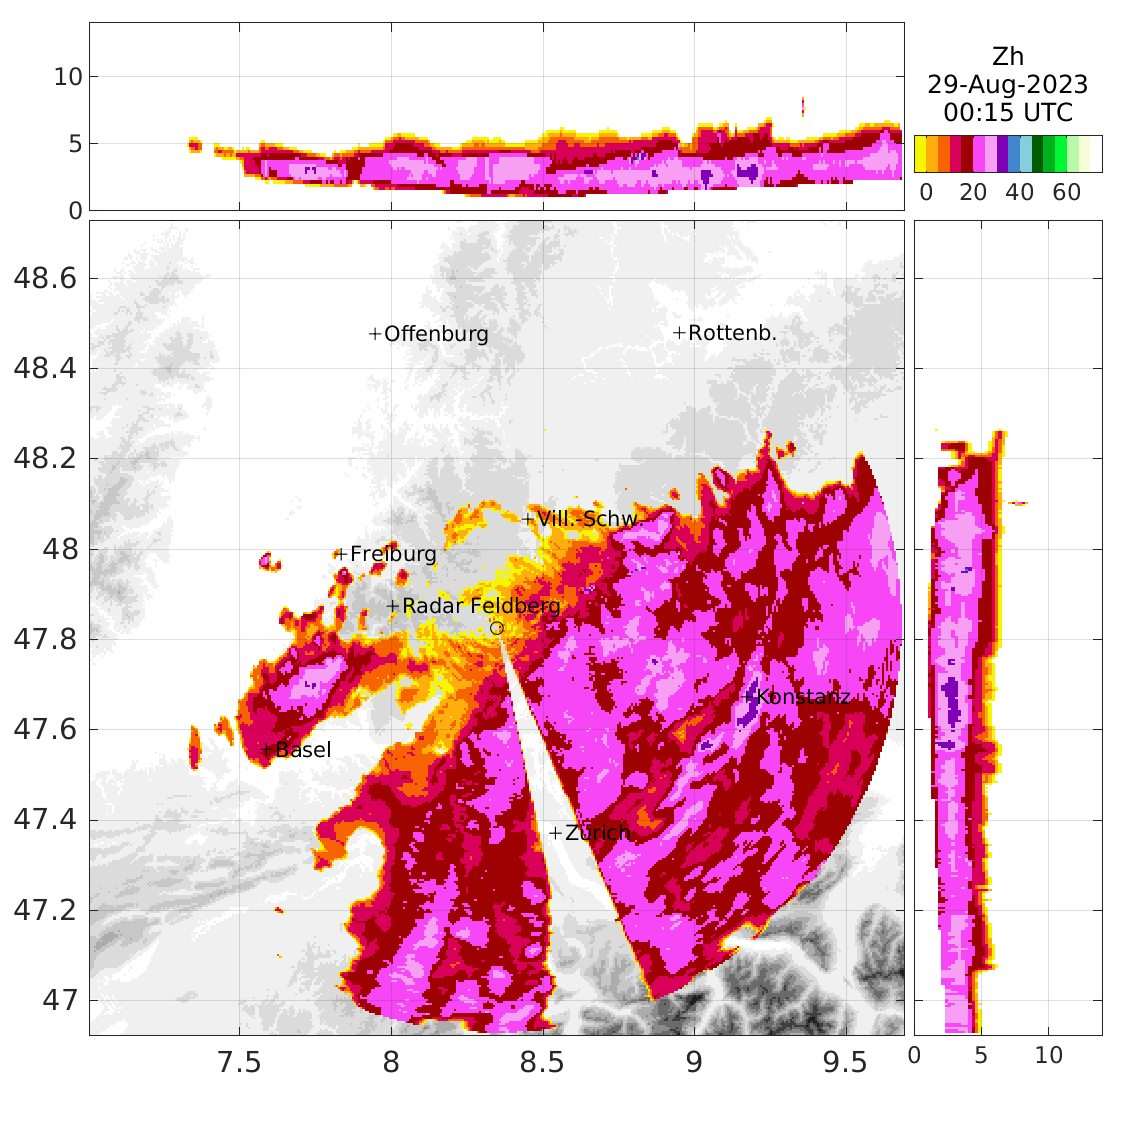 10
5
0
Zh
29-Aug-2023
00:15 UTC
0 20 40 60
48.6
48.4
48.2
48
47.8
47.6
47.4
47.2
47
+Offenburg
+Rottenb.
+Vill.-Schw.
+Freiburg
+Radar Feldberg
+Konstanz
+Basel
+Zürich
7.5 8 8.5 9 9.5
0 5 10